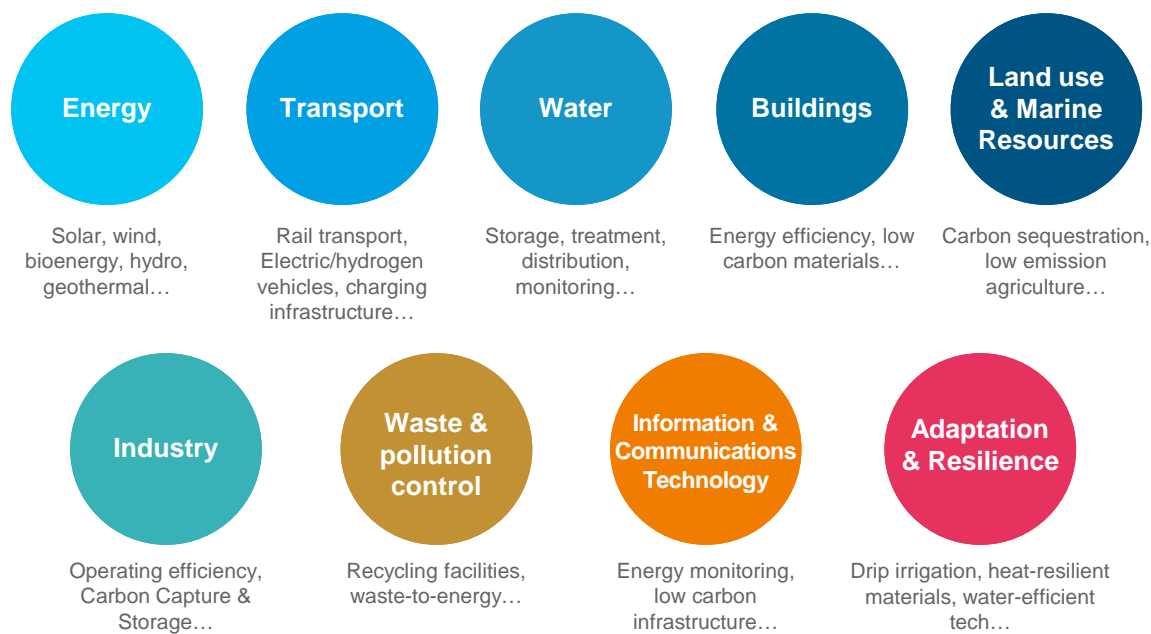 Energy
Solar, wind,
bioenergy, hydro,
geothermal…
Transport
Rail transport,
Electric/hydrogen
vehicles, charging
infrastructure…
Water
Storage, treatment,
distribution,
monitoring…
Buildings
Energy efficiency, low
carbon materials…
Land use
& Marine
Resources
Carbon sequestration,
low emission
agriculture…
Industry
Operating efficiency,
Carbon Capture &
Storage…
Waste &
pollution
control
Recycling facilities,
waste-to-energy…
Information &
Communications
Technology
Energy monitoring,
low carbon
infrastructure…
Adaptation
& Resilience
Drip irrigation, heat-resilient
materials, water-efficient
tech…